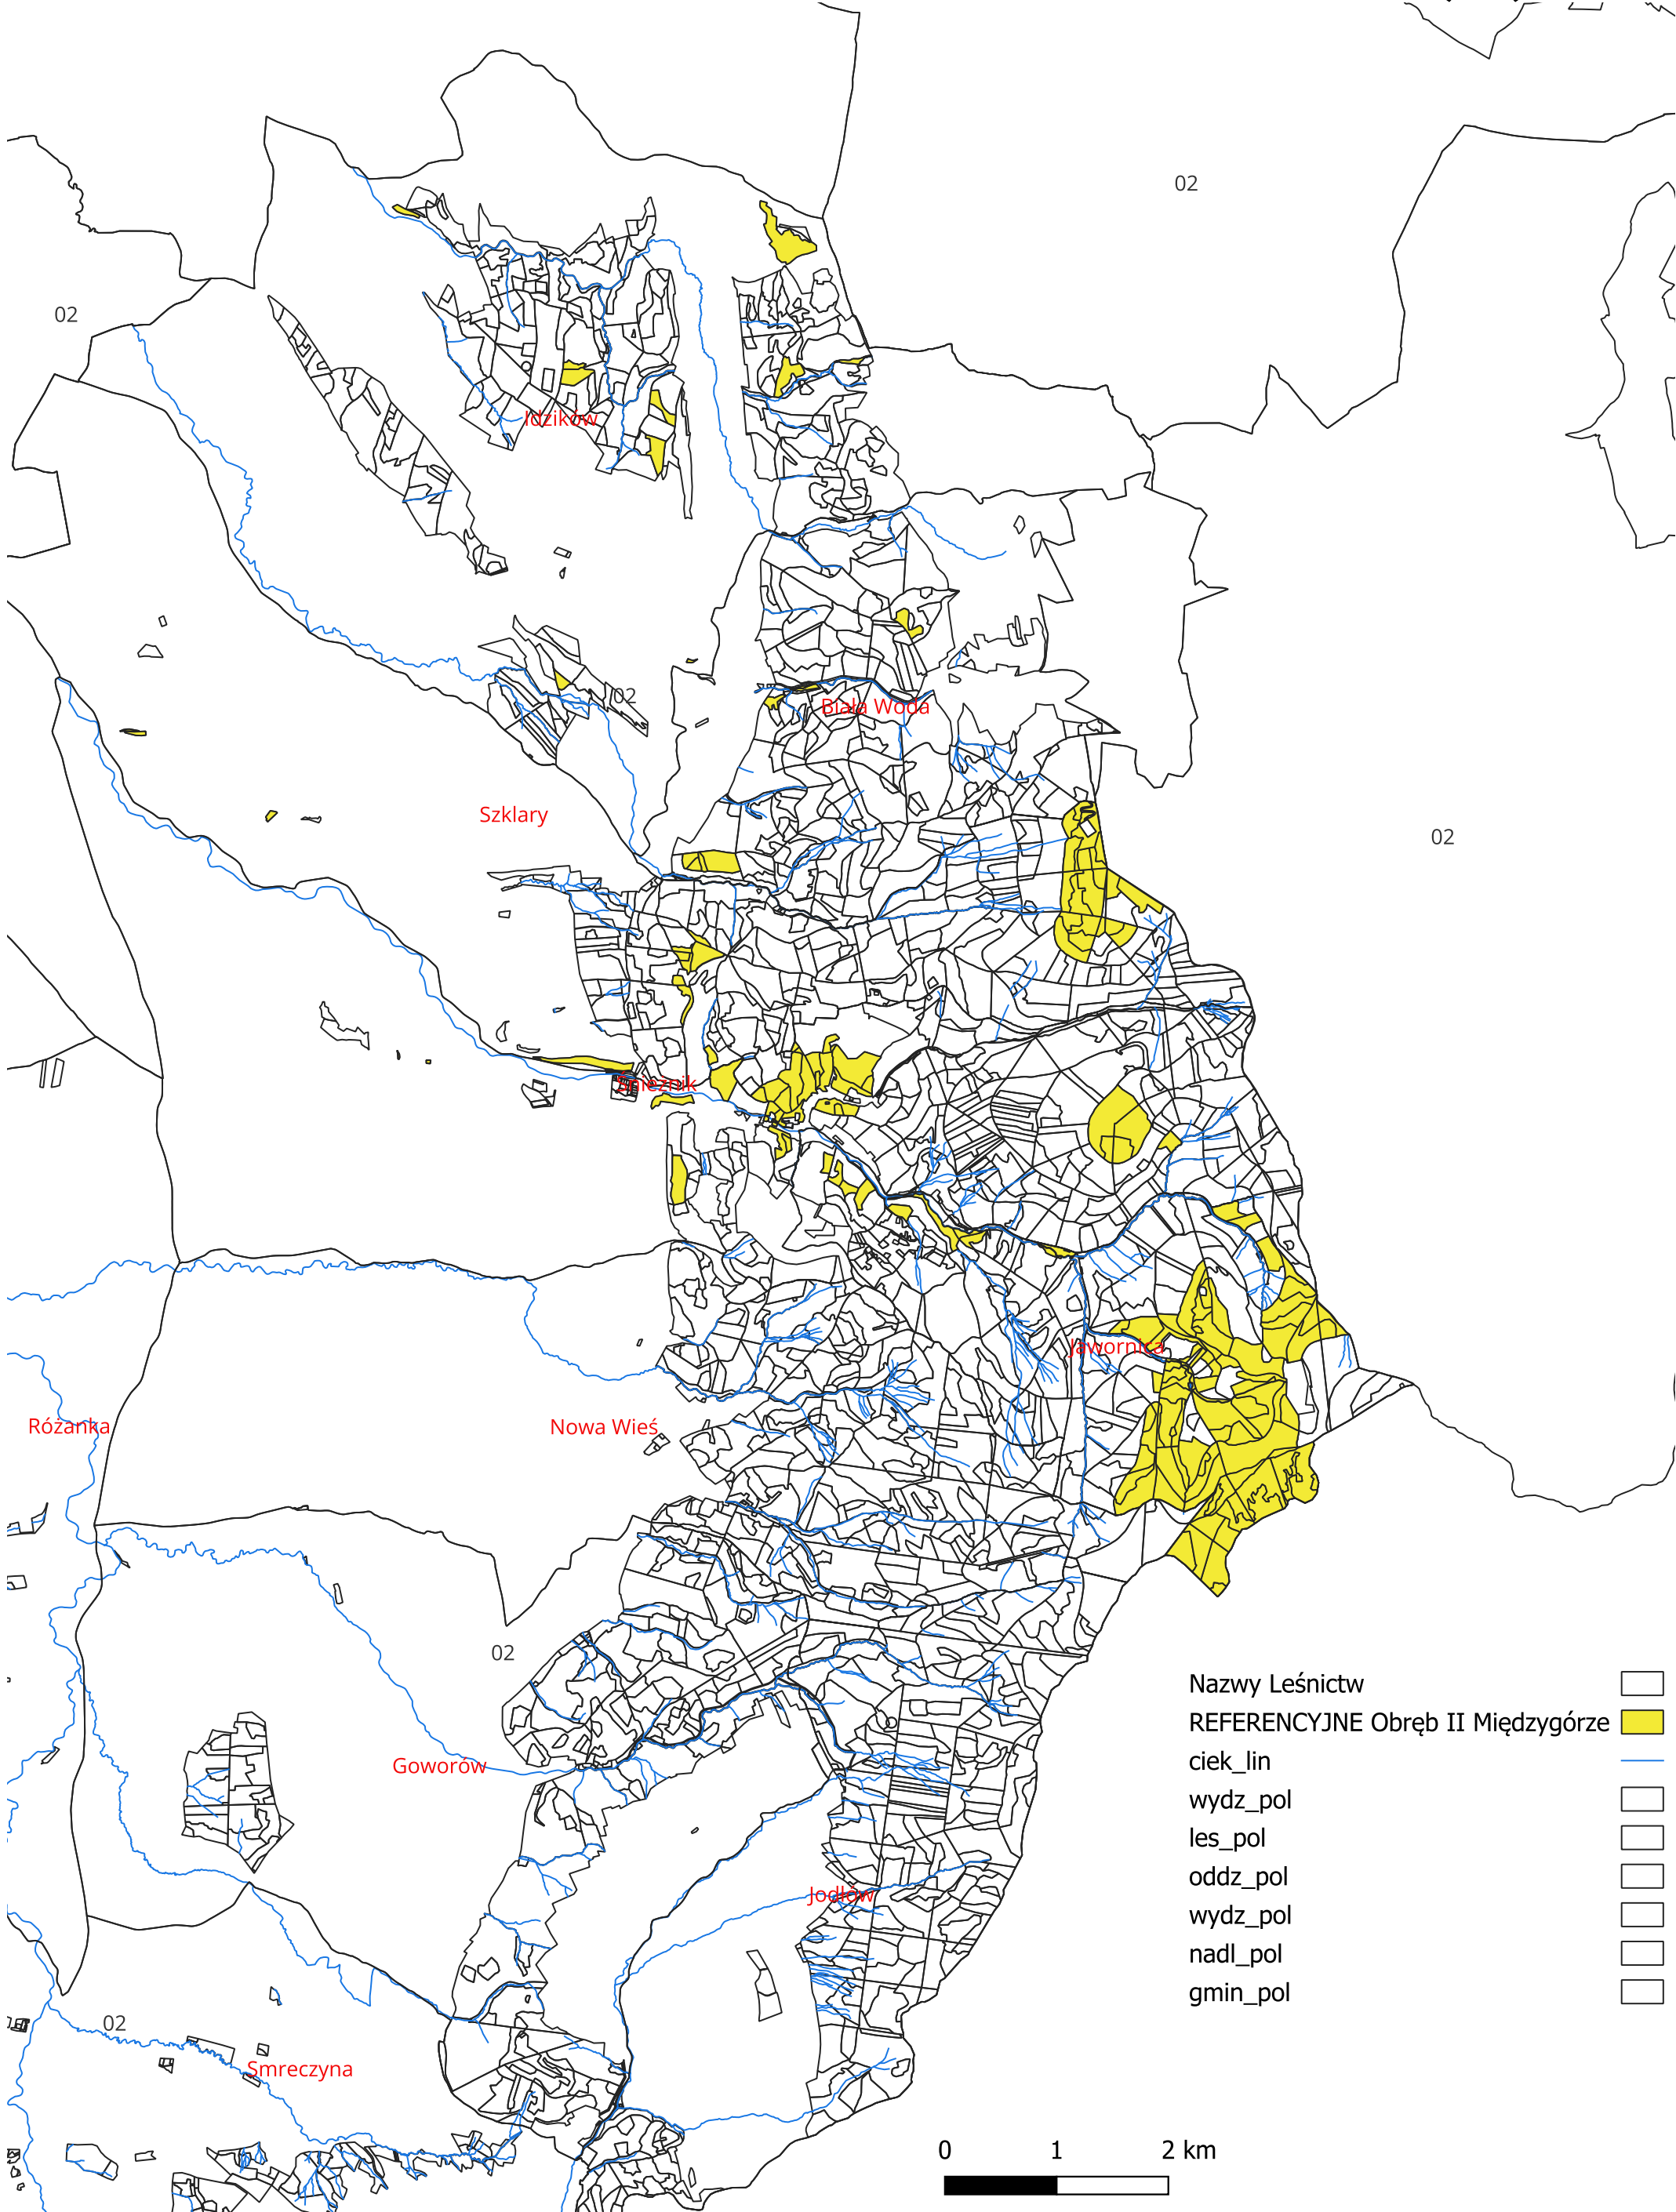 02
02
Idzików
02
Biała Woda
Szklary
02
Śnieżnik
Jawornica
Różanka
Nowa Wieś
02
Nazwy Leśnictw
REFERENCYJNE Obręb II Międzygórze
ciek_lin
Goworów
wydz_pol
les_pol
oddz_pol
Jodłów
wydz_pol
nadl_pol
gmin_pol
02
Smreczyna
0 1 2 km